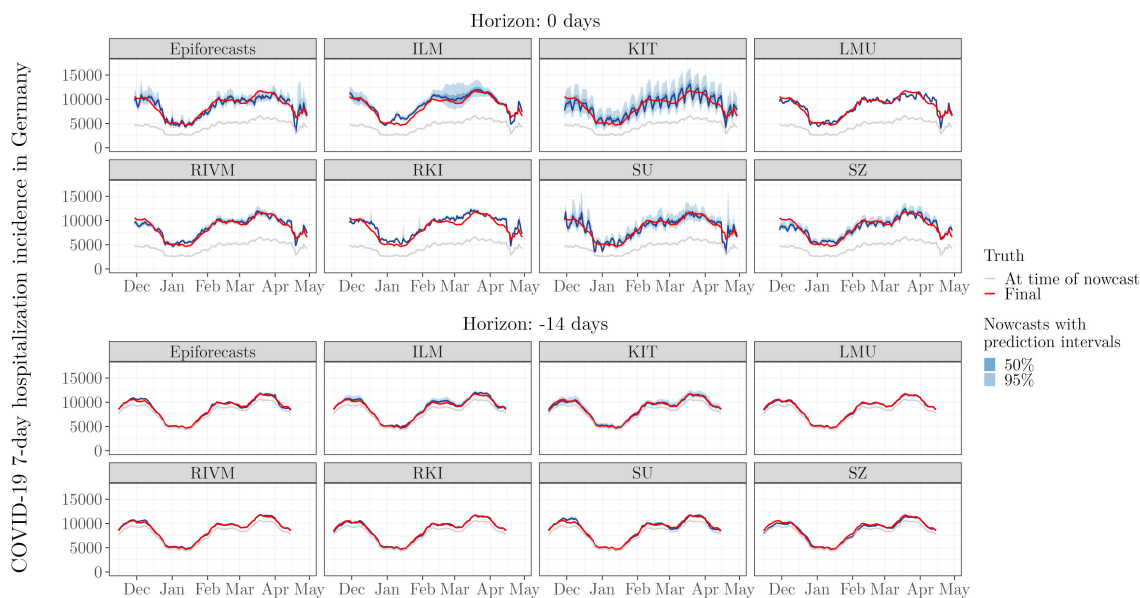 COVID-19 7-day hospitalization incidence in Germany
Horizon: 0 days
Epiforecasts ILM KIT LMU
15000
10000
5000
0
RIVM RKI SU SZ
15000
10000
5000
0
Dec Jan Feb Mar Apr May Dec Jan Feb Mar Apr May Dec Jan Feb Mar Apr May Dec Jan Feb Mar Apr May
Horizon: -14 days
Epiforecasts ILM KIT LMU
15000
10000
5000
0
RIVM RKI SU SZ
15000
10000
5000
0
Dec Jan Feb Mar Apr May Dec Jan Feb Mar Apr May Dec Jan Feb Mar Apr May Dec Jan Feb Mar Apr May
Truth
At time of nowcast
Final
Nowcasts with
prediction intervals
50%
95%